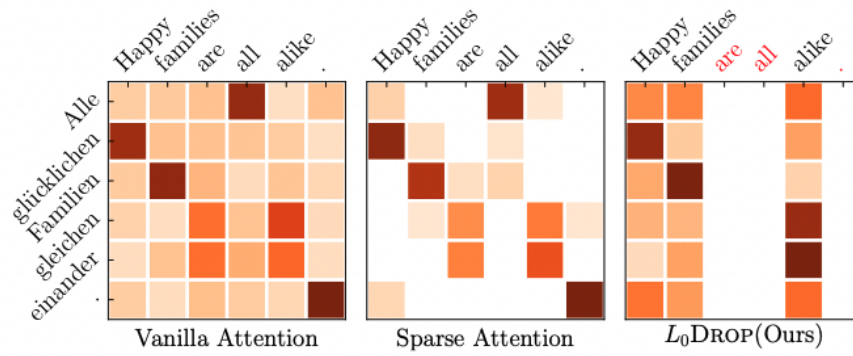 Happy families are all alike .
Happy families are all alike .
Happy families are all alike .
Alle
glücklichen
Familien
gleichen
einander
.
Vanilla Attention
Sparse Attention
L₀DROP(Ours)